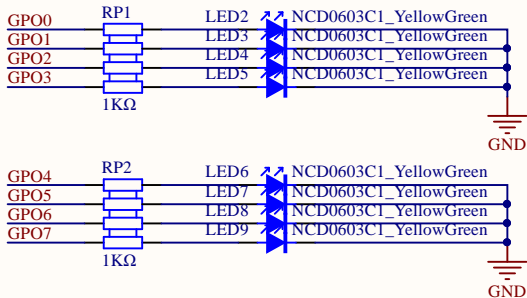 RP1
LED2 NCD0603C1_YellowGreen
GPO0
LED3 NCD0603C1_YellowGreen
GPO1
LED4 NCD0603C1_YellowGreen
GPO2
LED5 NCD0603C1_YellowGreen
GPO3
1KΩ
GND
RP2
LED6 NCD0603C1_YellowGreen
GPO4
LED7 NCD0603C1_YellowGreen
GPO5
LED8 NCD0603C1_YellowGreen
GPO6
LED9 NCD0603C1_YellowGreen
GPO7
1KΩ
GND